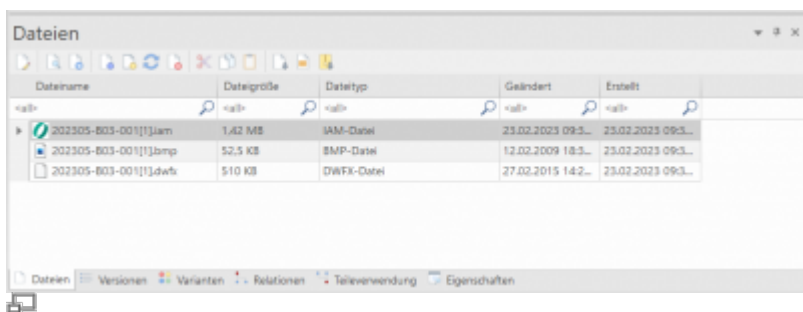 Dateien
Dateiname Dateigröße Dateityp Geändert Erstellt
<all> <all> <all> <all> <all>
202305-B03-001[1].iam 1,42 MB IAM-Datei 23.02.2023 09:3... 23.02.2023 09:3...
202305-B03-001[1].bmp 52,5 KB BMP-Datei 12.02.2009 18:3... 23.02.2023 09:3...
202305-B03-001[1].dwfx 510 KB DWFX-Datei 27.02.2015 14:2... 23.02.2023 09:3...
Dateien Versionen Varianten Relationen Teileverwendung Eigenschaften